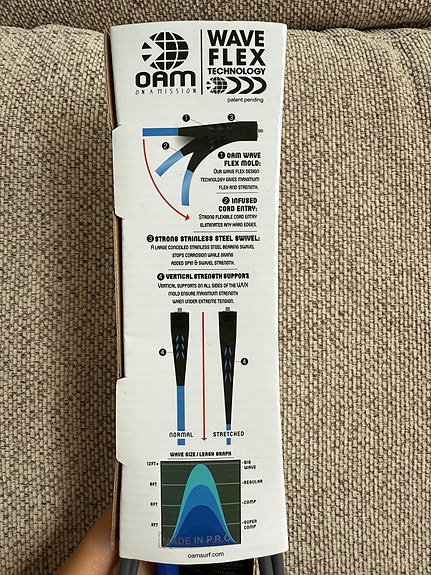 OAM
ON A MISSION
WAVE
FLEX
TECHNOLOGY
patent pending
1
3
2
1 OAM WAVE
FLEX MOLD:
OUR WAVE FLEX DESIGN
TECHNOLOGY GIVES MAXIMUM
FLEX AND STRENGTH.
2 INFUSED
CORD ENTRY:
STRONG FLEXIBLE CORD ENTRY
ELIMINATES ANY HARD EDGES.
3 STRONG STAINLESS STEEL SWIVEL:
A LARGE CONCEILED STAINLESS STEEL BEARING SWIVEL
STOPS CORROSION WHILE GIVING
ADDED SPIN & SWIVEL STRENGTH.
4 VERTICAL STRENGTH SUPPORT:
VERTICAL SUPPORTS ON ALL SIDES OF THE WVX
MOLD ENSURE MAXIMUM STRENGTH
WHEN UNDER EXTREME TENSION.
4
4
NORMAL
STRETCHED
WAVE SIZE/LEASH GRAPH
12FT+
BIG
WAVE
8FT
REGULAR
6FT
COMP
3FT
SUPER
COMP
MADE IN P.R.C
oamsurf.com